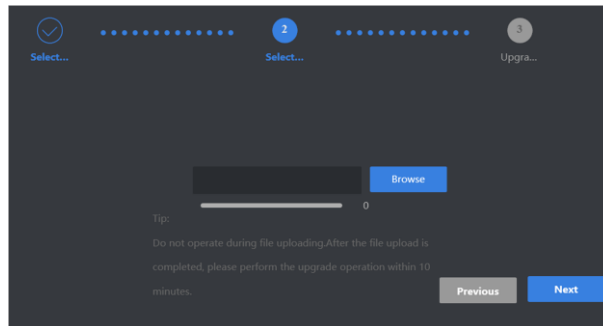 2
3
Select...
Select...
Upgra...
Browse
0
Tip:
Do not operate during file uploading.After the file upload is
completed, please perform the upgrade operation within 10
minutes.
Previous
Next